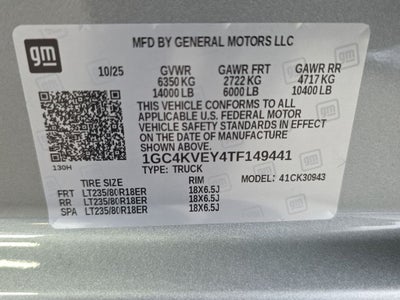 gm
MFD BY GENERAL MOTORS LLC
10/25 GVWR GAWR FRT GAWR RR
6350 KG 2722 KG 4717 KG
14000 LB 6000 LB 10400 LB
THIS VEHICLE CONFORMS TO ALL
APPLICABLE U.S. FEDERAL MOTOR
VEHICLE SAFETY STANDARDS IN
EFFECT ON THE DATE OF MANUFACTURE
SHOWN ABOVE.
1GC4KVEY4TF149441
130H TYPE: TRUCK MODEL: 41CK30943
TIRE SIZE RIM
FRT LT235/80R18ER 18X6.5J
RR LT235/80R18ER 18X6.5J
SPA LT235/80R18ER 18X6.5J